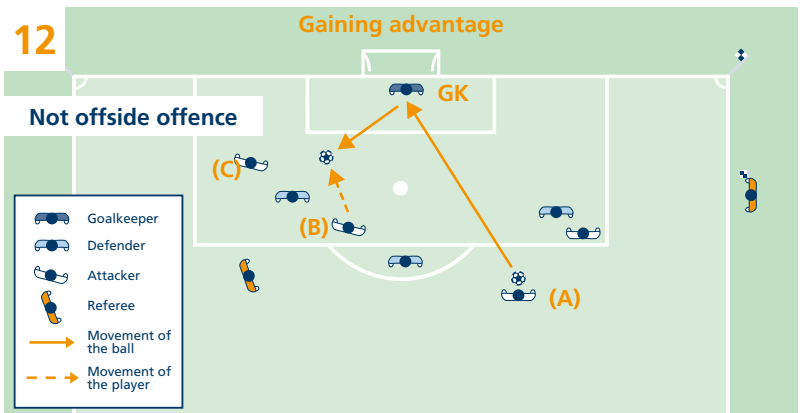 12
Gaining advantage
GK
Not offside offence
(C)
(B)
(A)
Goalkeeper
Defender
Attacker
Referee
Movement of
the ball
Movement of
the player